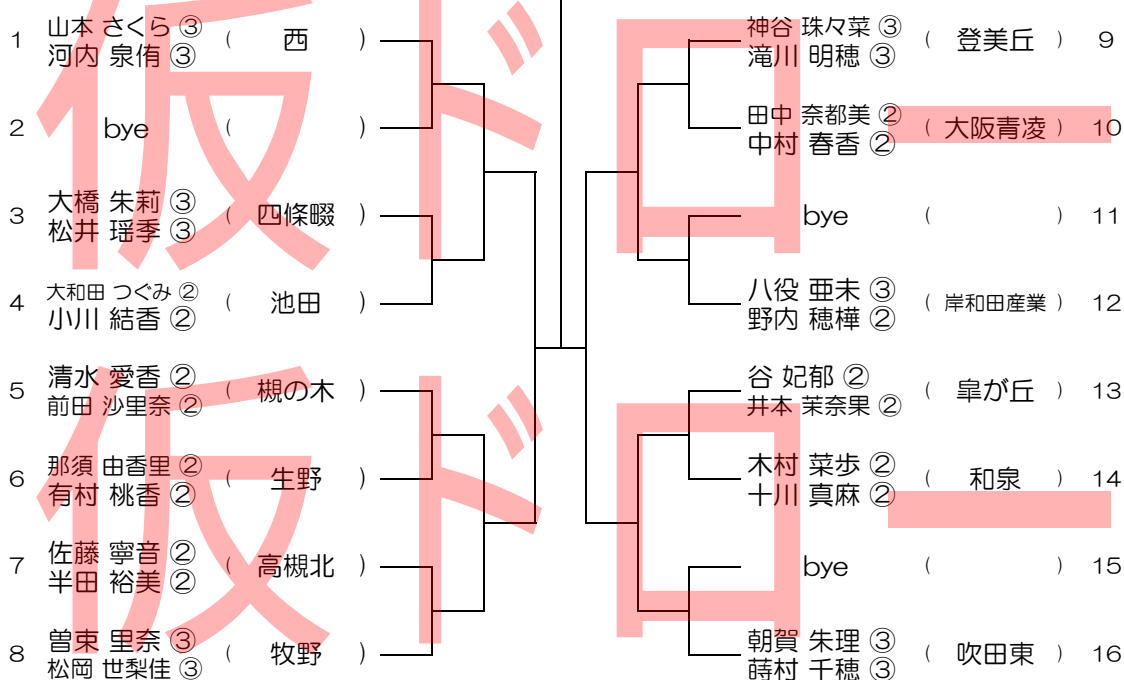 1 山本 さくら ③ ( 西 )
河内 泉侑 ③
2 bye ( )
3 大橋 朱莉 ③ ( 四條畷 )
松井 瑶季 ③
4 大和田 つぐみ ② ( 池田 )
小川 結香 ②
5 清水 愛香 ② ( 槻の木 )
前田 沙里奈 ②
6 那須 由香里 ② ( 生野 )
有村 桃香 ②
7 佐藤 寧音 ② ( 高槻北 )
半田 裕美 ②
8 曽束 里奈 ③ ( 牧野 )
松岡 世梨佳 ③
神谷 珠々菜 ③ ( 登美丘 ) 9
滝川 明穂 ③
田中 奈都美 ② ( 大阪青凌 ) 10
中村 春香 ②
bye ( ) 11
八役 亜未 ③ ( 岸和田産業 ) 12
野内 穂樺 ②
谷 妃郁 ② ( 皐が丘 ) 13
井本 茉奈果 ②
木村 菜歩 ② ( 和泉 ) 14
十川 真麻 ②
bye ( ) 15
朝賀 朱理 ③ ( 吹田東 ) 16
蒔村 千穂 ③
仮ドロー
仮ドロー